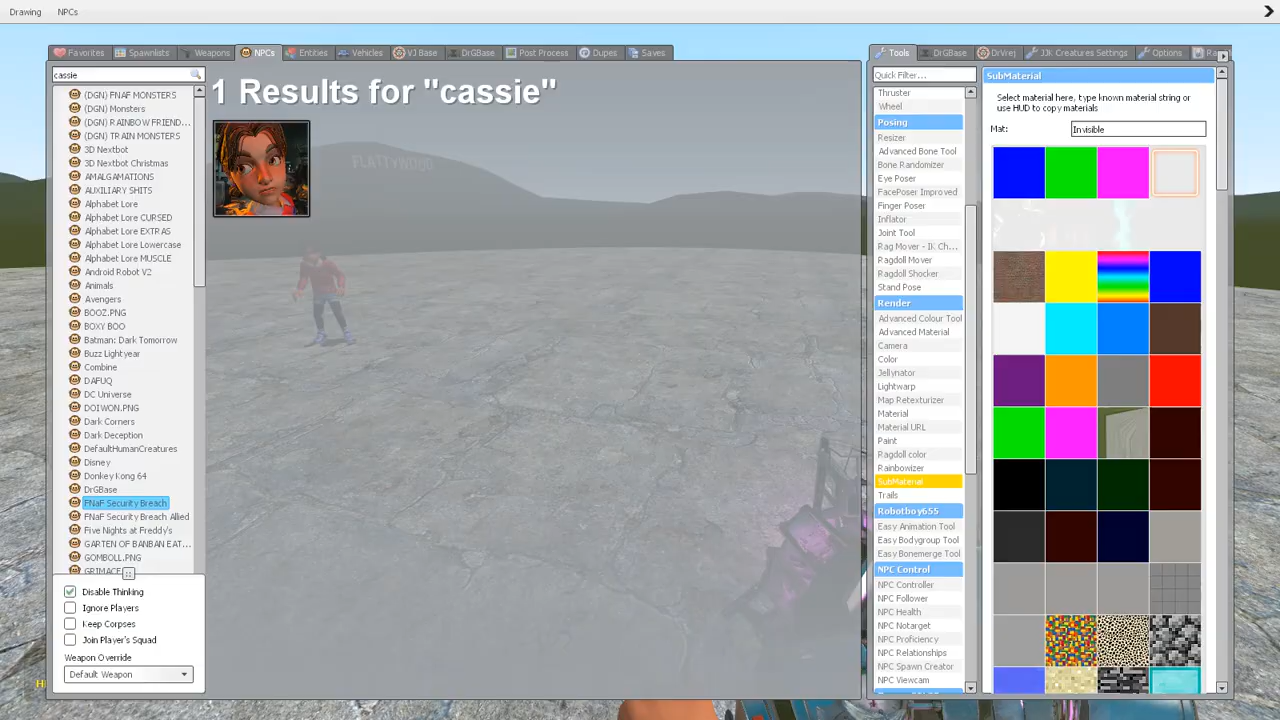 Drawing NPCs
Favorites Spawnlists Weapons NPCs Entities Vehicles VJ Base DrGBase Post Process Dupes Saves
cassie
1 Results for "cassie"
FLATTYWOOD
(DGN) FNAF MONSTERS
(DGN) Monsters
(DGN) RAINBOW FRIEND...
(DGN) TRAIN MONSTERS
3D Nextbot
3D Nextbot Christmas
AMALGAMATIONS
AUXILIARY SHITS
Alphabet Lore
Alphabet Lore CURSED
Alphabet Lore EXTRAS
Alphabet Lore Lowercase
Alphabet Lore MUSCLE
Android Robot V2
Animals
Avengers
BOOZ.PNG
BOXY BOO
Batman: Dark Tomorrow
Buzz Lightyear
Combine
DAFUQ
DC Universe
DOIWON.PNG
Dark Corners
Dark Deception
DefaultHumanCreatures
Disney
Donkey Kong 64
DrGBase
FNaF Security Breach
FNaF Security Breach Allied
Five Nights at Freddy's
GARTEN OF BANBAN EAT...
GOMBOLL.PNG
GRIMACE
Disable Thinking
Ignore Players
Keep Corpses
Join Player's Squad
Weapon Override
Default Weapon
Tools DrGBase DrVrej JJK Creatures Settings Options Ra
Quick Filter...
Thruster
Wheel
Posing
Resizer
Advanced Bone Tool
Bone Randomizer
Eye Poser
FacePoser Improved
Finger Poser
Inflator
Joint Tool
Rag Mover - IK Ch...
Ragdoll Mover
Ragdoll Shocker
Stand Pose
Render
Advanced Colour Tool
Advanced Material
Camera
Color
Jellynator
Lightwarp
Map Retexturizer
Material
Material URL
Paint
Ragdoll color
Rainbowizer
SubMaterial
Trails
Robotboy655
Easy Animation Tool
Easy Bodygroup Tool
Easy Bonemerge Tool
NPC Control
NPC Controller
NPC Follower
NPC Health
NPC Notarget
NPC Proficiency
NPC Relationships
NPC Spawn Creator
NPC Viewcam
SubMaterial
Select material here, type known material string or
use HUD to copy materials
Mat: Invisible